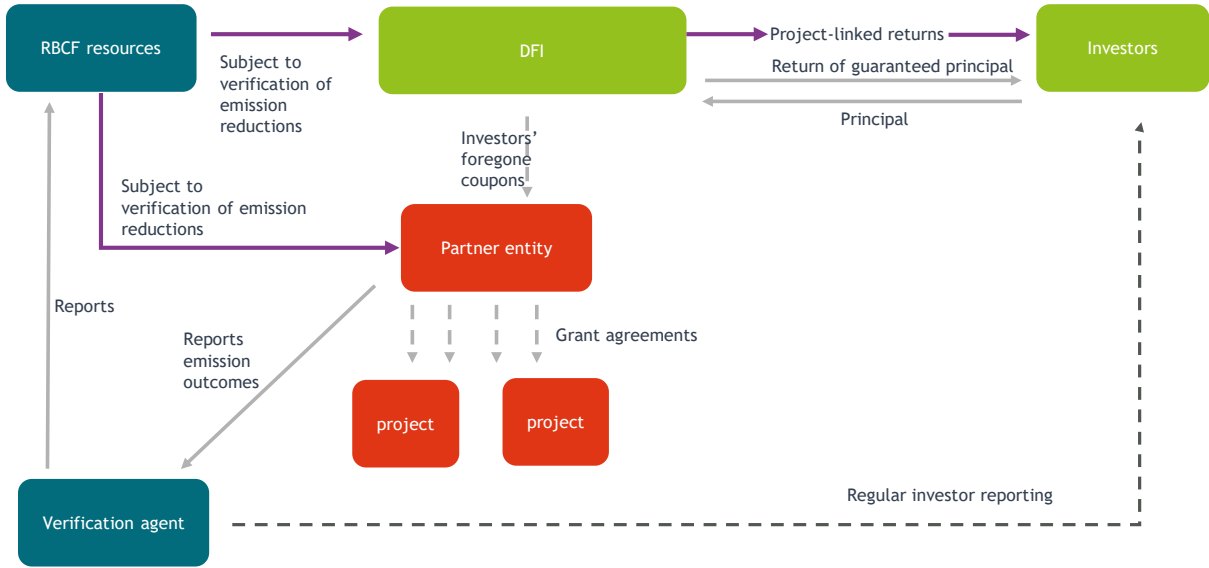 RBCF resources
Subject to
verification of
emission
reductions
DFI
Project-linked returns
Return of guaranteed principal
Principal
Investors
Investors’
foregone
coupons
Subject to
verification of emission
reductions
Partner entity
Reports
Reports
emission
outcomes
Grant agreements
project
project
Verification agent
Regular investor reporting